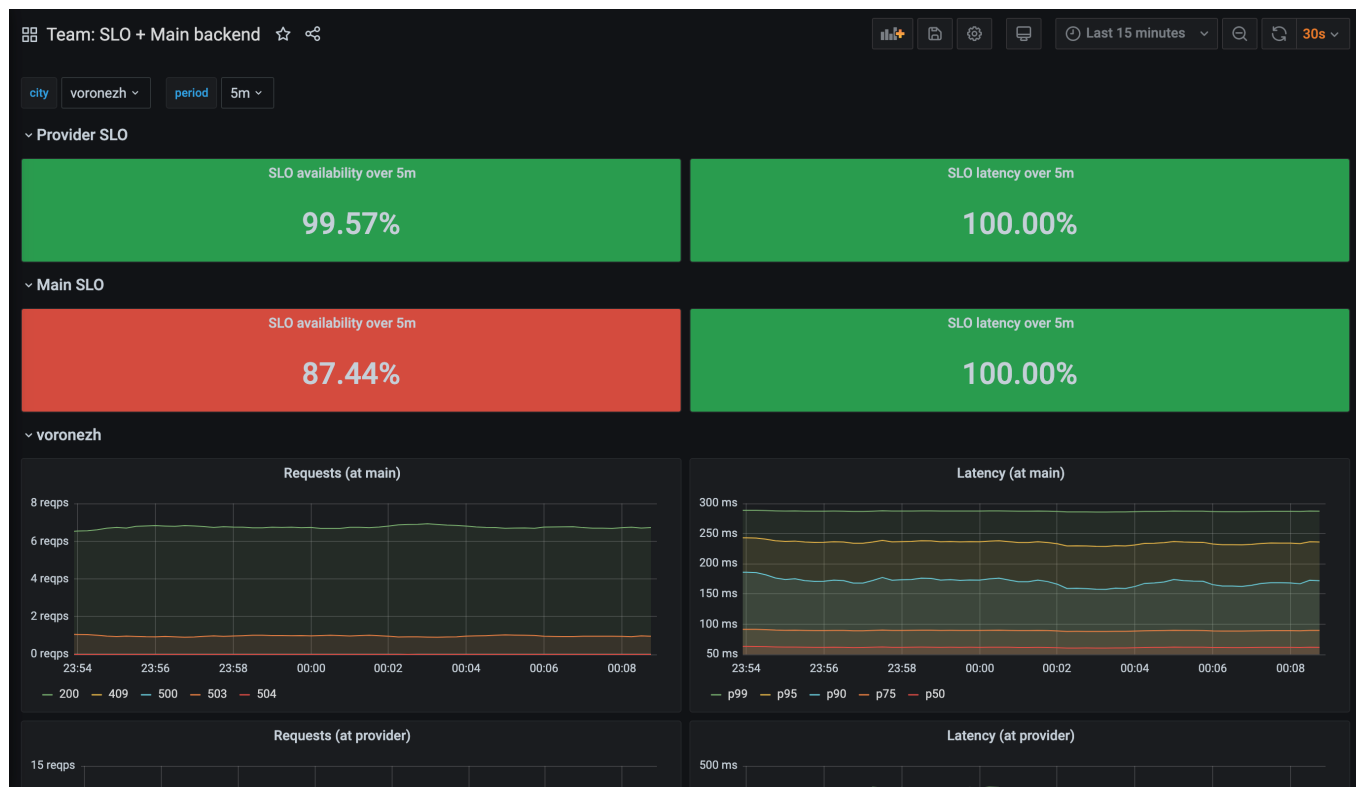 Team: SLO + Main backend
Last 15 minutes
30s
city voronezh period 5m
Provider SLO
SLO availability over 5m
99.57%
SLO latency over 5m
100.00%
Main SLO
SLO availability over 5m
87.44%
SLO latency over 5m
100.00%
voronezh
Requests (at main)
8 reqps
6 reqps
4 reqps
2 reqps
0 reqps
23:54 23:56 23:58 00:00 00:02 00:04 00:06 00:08
200 409 500 503 504
Latency (at main)
300 ms
250 ms
200 ms
150 ms
100 ms
50 ms
23:54 23:56 23:58 00:00 00:02 00:04 00:06 00:08
p99 p95 p90 p75 p50
Requests (at provider)
15 reqps
Latency (at provider)
500 ms